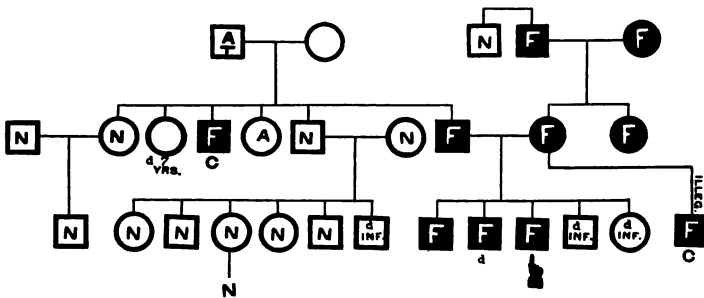 A T N F F
N N d 7 YRS. F A N N F F F
C
N N N N N N d INF. F F F d INF. d INF. ILLEG. F
d C
N